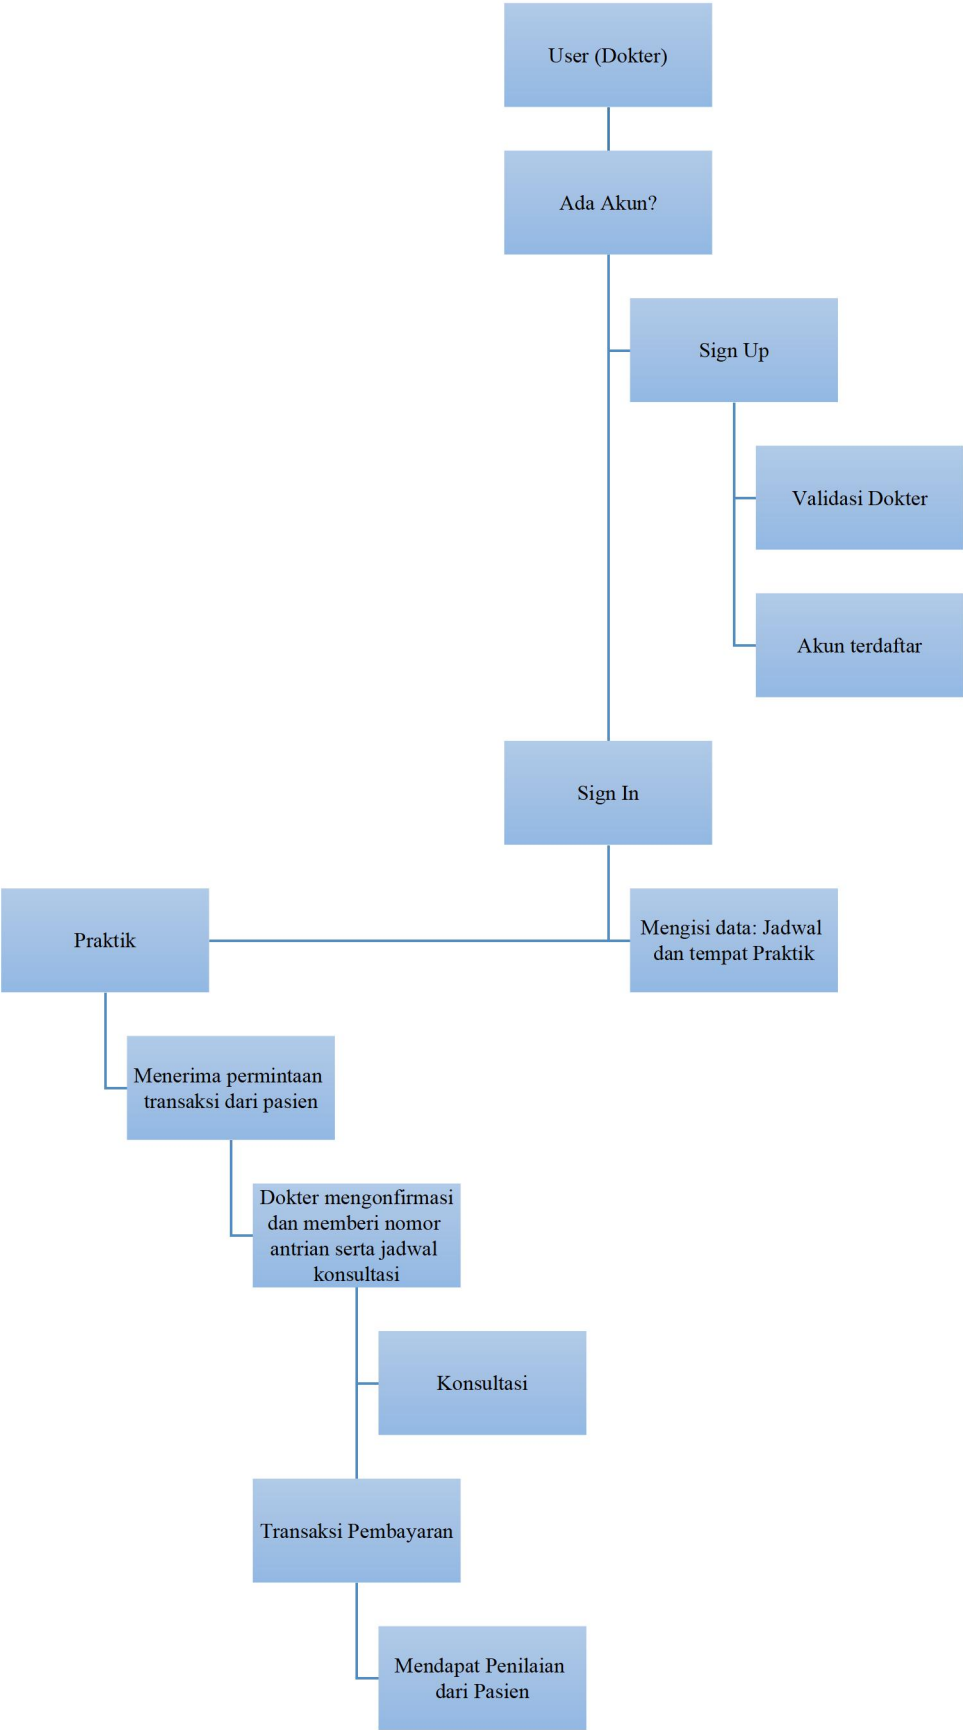 User (Dokter)
Ada Akun?
Sign Up
Validasi Dokter
Akun terdaftar
Sign In
Praktik
Mengisi data: Jadwal
dan tempat Praktik
Menerima permintaan
transaksi dari pasien
Dokter mengonfirmasi
dan memberi nomor
antrian serta jadwal
konsultasi
Konsultasi
Transaksi Pembayaran
Mendapat Penilaian
dari Pasien